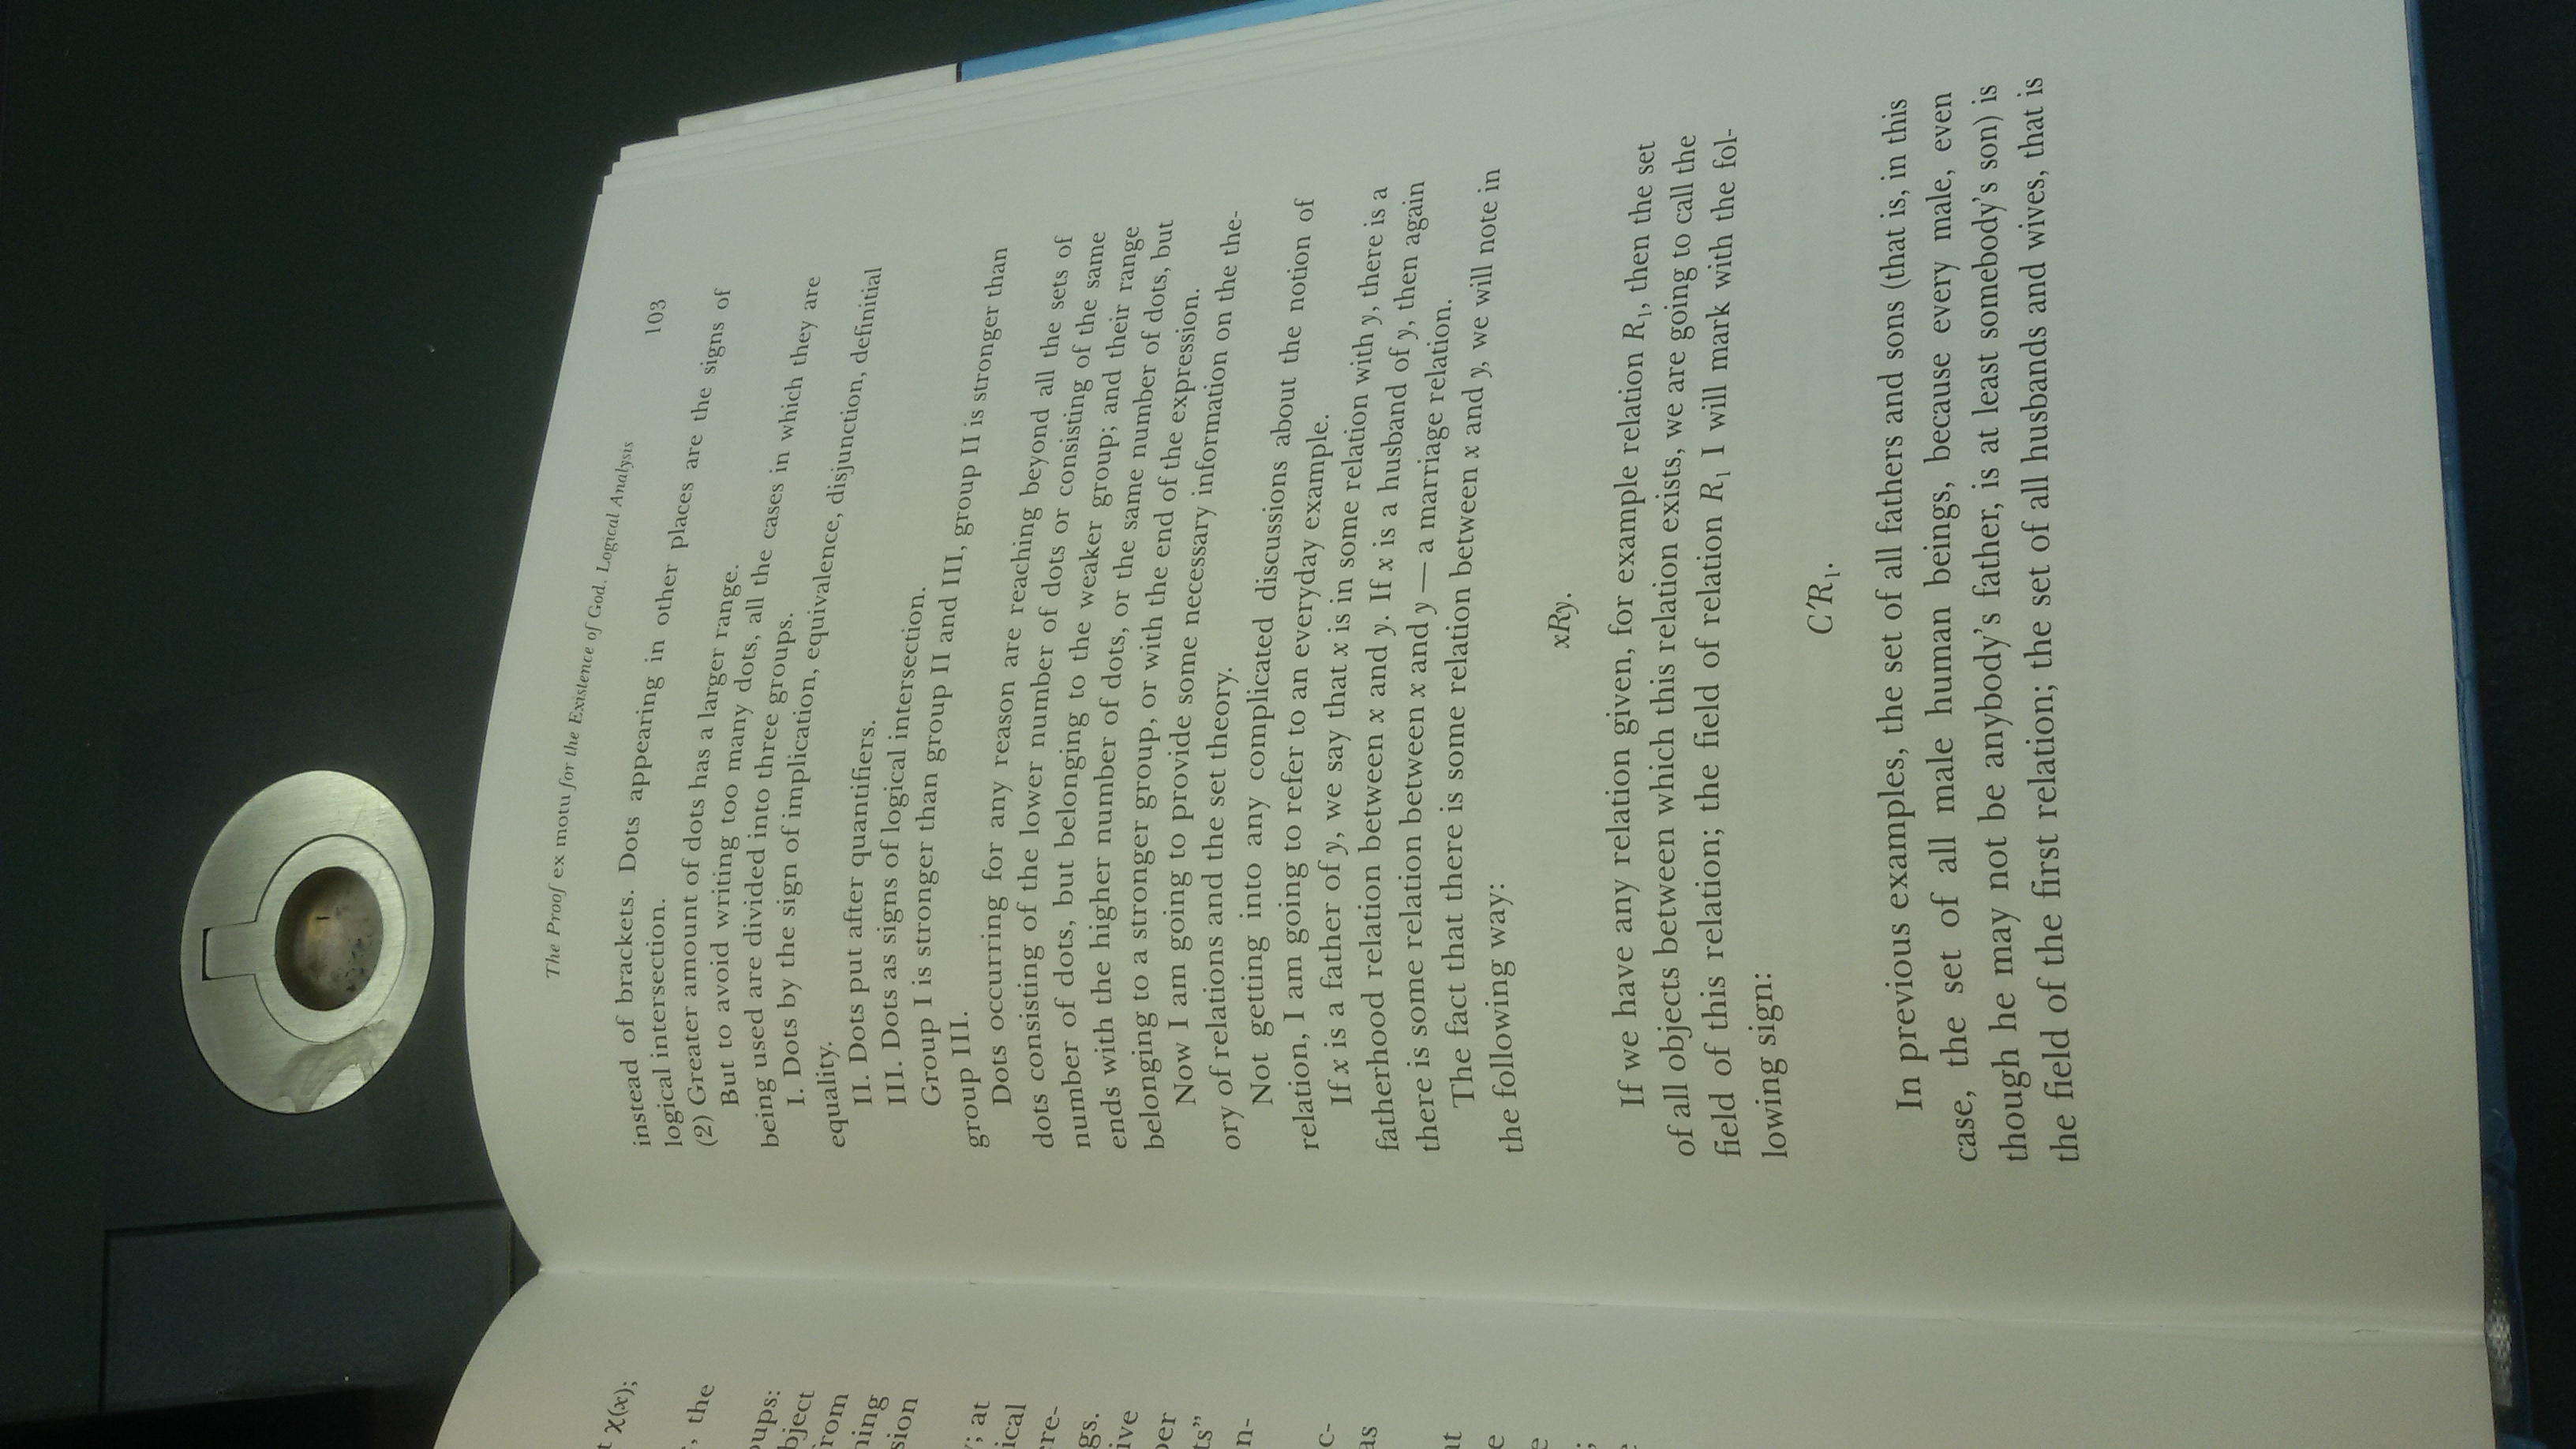 t χ(x);
, the
oups:
bject
from
ning
sion
; at
ical
ere-
gs.
ive
ber
ts”
n-
c-
as
at
e
e
;
The Proof ex motu for the Existence of God. Logical Analysis 103
instead of brackets. Dots appearing in other places are the signs of
logical intersection.
(2) Greater amount of dots has a larger range.
But to avoid writing too many dots, all the cases in which they are
being used are divided into three groups.
I. Dots by the sign of implication, equivalence, disjunction, definitial
equality.
II. Dots put after quantifiers.
III. Dots as signs of logical intersection.
Group I is stronger than group II and III, group II is stronger than
group III.
Dots occurring for any reason are reaching beyond all the sets of
dots consisting of the lower number of dots or consisting of the same
number of dots, but belonging to the weaker group; and their range
ends with the higher number of dots, or the same number of dots, but
belonging to a stronger group, or with the end of the expression.
Now I am going to provide some necessary information on the the-
ory of relations and the set theory.
Not getting into any complicated discussions about the notion of
relation, I am going to refer to an everyday example.
If x is a father of y, we say that x is in some relation with y, there is a
fatherhood relation between x and y. If x is a husband of y, then again
there is some relation between x and y — a marriage relation.
The fact that there is some relation between x and y, we will note in
the following way:
xRy.
If we have any relation given, for example relation R₁, then the set
of all objects between which this relation exists, we are going to call the
field of this relation; the field of relation R₁ I will mark with the fol-
lowing sign:
C‘R₁.
In previous examples, the set of all fathers and sons (that is, in this
case, the set of all male human beings, because every male, even
though he may not be anybody’s father, is at least somebody’s son) is
the field of the first relation; the set of all husbands and wives, that is